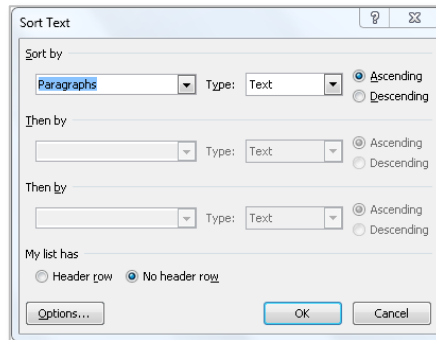 Sort Text
Sort by
Paragraphs Type: Text Ascending
Descending
Then by
Type: Text Ascending
Descending
Then by
Type: Text Ascending
Descending
My list has
Header row No header row
Options... OK Cancel